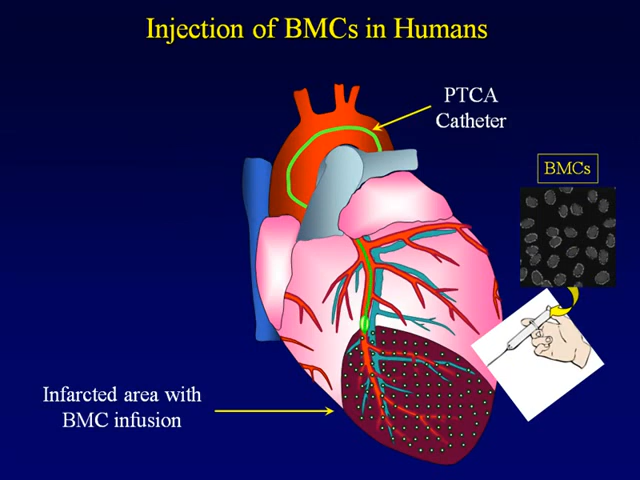 Injection of BMCs in Humans
PTCA
Catheter
BMCs
Infarcted area with
BMC infusion